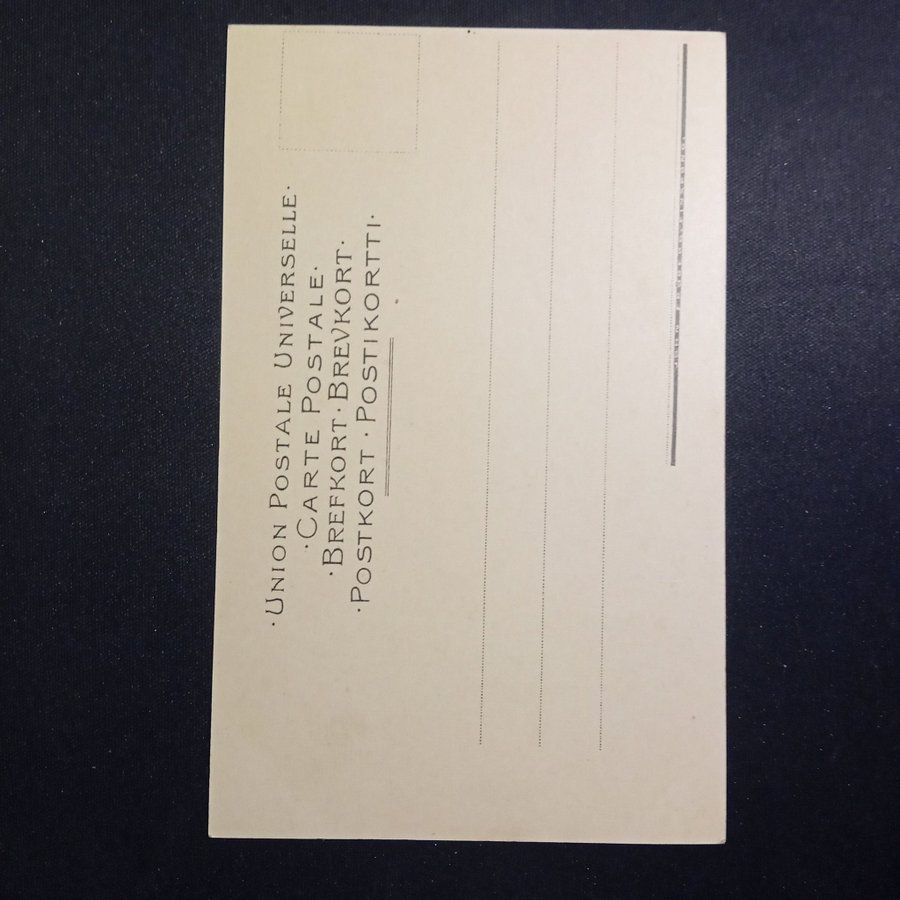 ·UNION POSTALE UNIVERSELLE·
·CARTE POSTALE·
·BREFKORT·BREVKORT·
·POSTKORT·POSTIKORTTI·